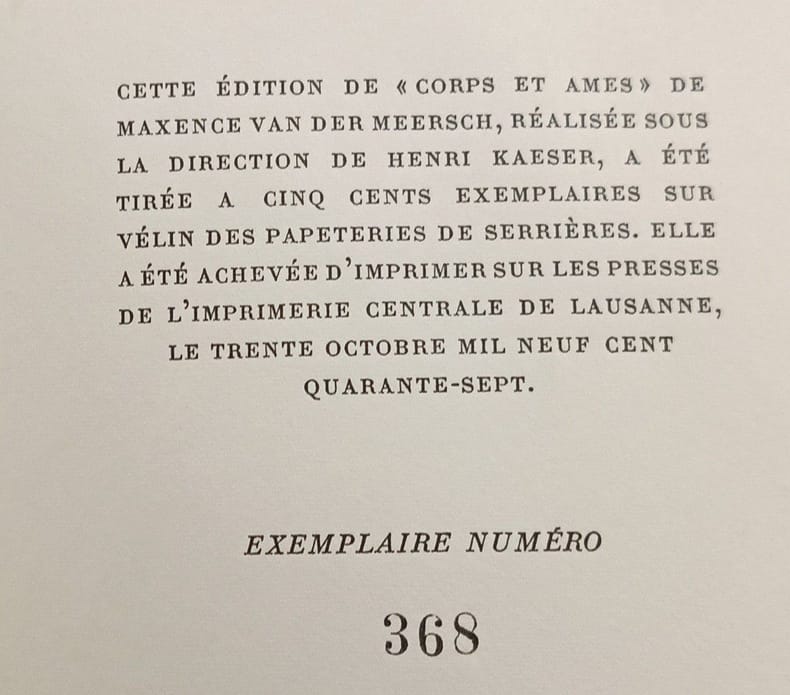 CETTE ÉDITION DE « CORPS ET AMES » DE
MAXENCE VAN DER MEERSCH, RÉALISÉE SOUS
LA DIRECTION DE HENRI KAESER, A ÉTÉ
TIRÉE A CINQ CENTS EXEMPLAIRES SUR
VÉLIN DES PAPETERIES DE SERRIÈRES. ELLE
A ÉTÉ ACHEVÉE D'IMPRIMER SUR LES PRESSES
DE L'IMPRIMERIE CENTRALE DE LAUSANNE,
LE TRENTE OCTOBRE MIL NEUF CENT
QUARANTE-SEPT.
EXEMPLAIRE NUMÉRO
368